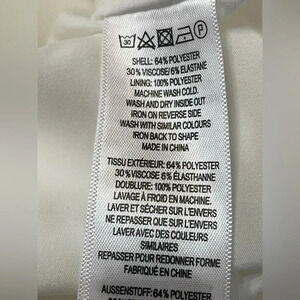 SHELL: 64% POLYESTER
30% VISCOSE/ 6% ELASTANE
LINING: 100% POLYESTER
MACHINE WASH COLD.
WASH AND DRY INSIDE OUT
IRON ON REVERSE SIDE
WASH WITH SIMILAR COLOURS
IRON BACK TO SHAPE
MADE IN CHINA
TISSU EXTÉRIEUR: 64% POLYESTER
30% VISCOSE 6% ÉLASTHANNE
DOUBLURE: 100% POLYESTER
LAVAGE À FROID EN MACHINE.
LAVER ET SÉCHER SUR L'ENVERS
NE REPASSER QUE SUR L'ENVERS
LAVER AVEC DES COULEURS
SIMILAIRES
REPASSER POUR REDONNER FORME
FABRIQUÉ EN CHINE
AUSSENSTOFF: 64% POLYESTER